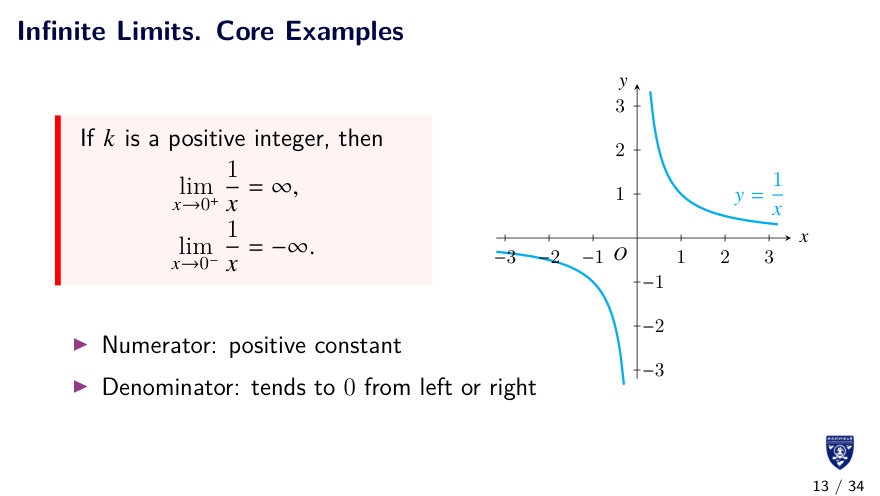 Infinite Limits. Core Examples
If k is a positive integer, then
lim x→0⁺ 1/x = ∞,
lim x→0⁻ 1/x = −∞.
Numerator: positive constant
Denominator: tends to 0 from left or right
y
3
2
1
y = 1/x
x
−3 −2 −1 O 1 2 3
−1
−2
−3
13 / 34